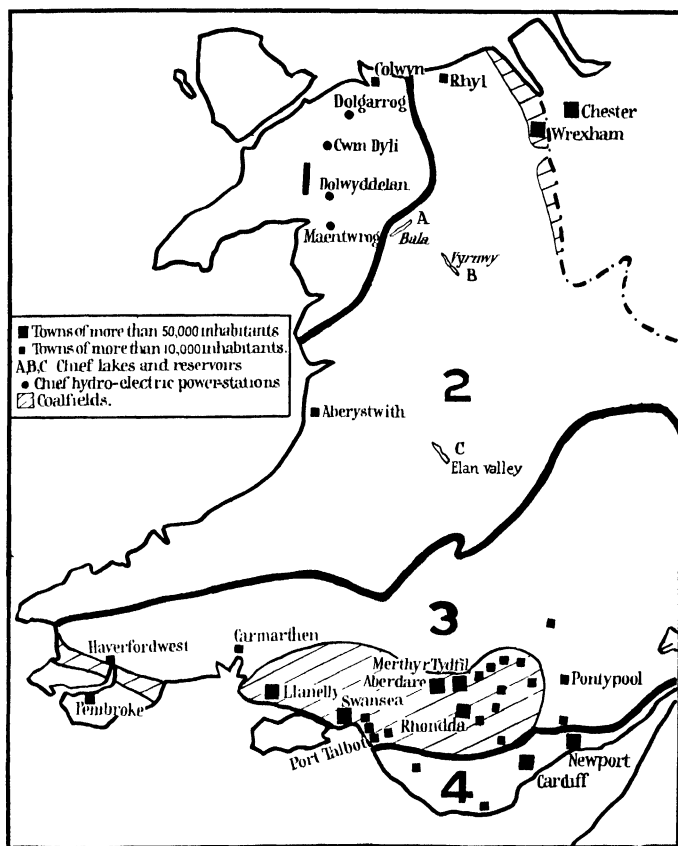 Colwyn
Rhyl
Dolgarrog
Chester
Wrexham
Cwm Dyli
1
Dolwyddelan
A
Maentwrog
Bala
Vyrnwy
B
Towns of more than 50,000 inhabitants
Towns of more than 10,000 inhabitants.
A,B,C Chief lakes and reservoirs
Chief hydro-electric power-stations
Coalfields.
2
Aberystwith
C
Elan valley
3
Haverfordwest
Carmarthen
Merthyr Tydfil
Aberdare
Pontypool
Llanelly
Pembroke
Swansea
Rhondda
Port Talbot
Newport
Cardiff
4